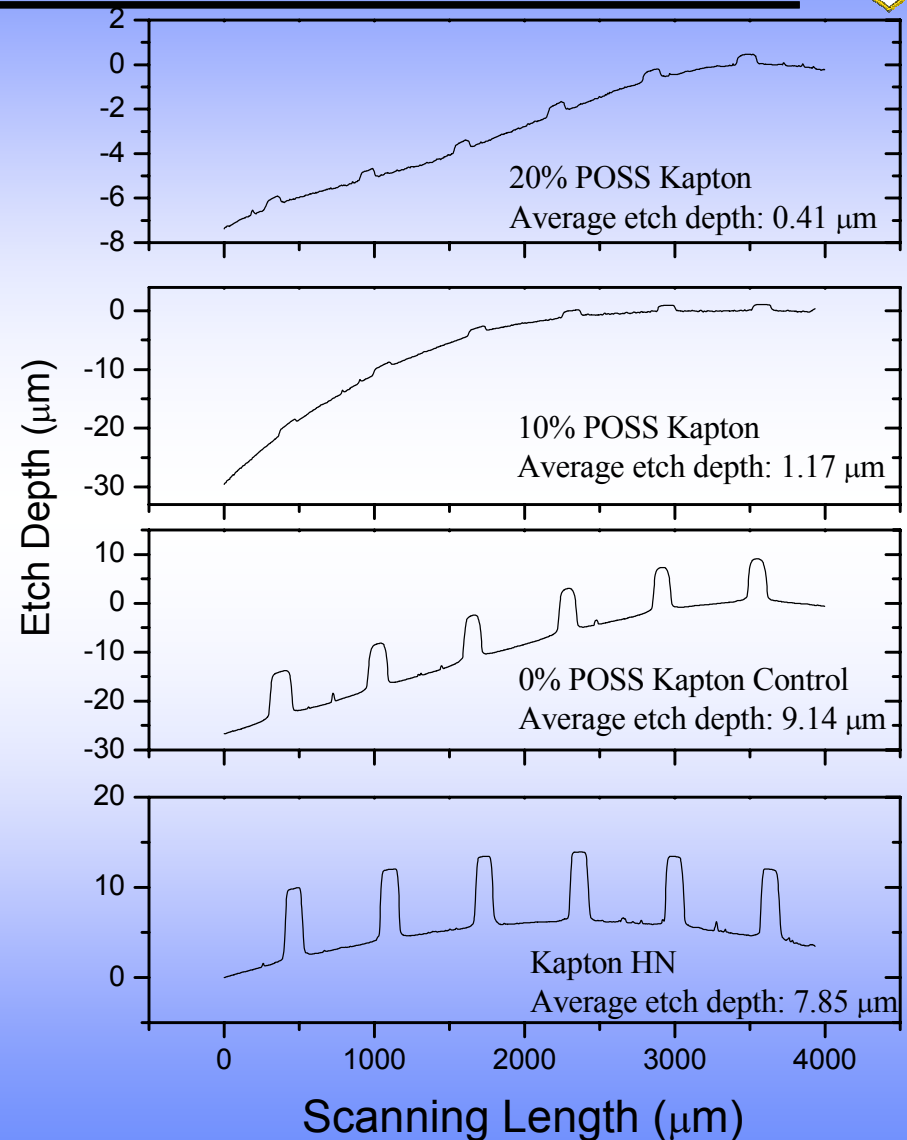 2
0
-2
-4
-6
-8
20% POSS Kapton
Average etch depth: 0.41 μm
0
-10
-20
-30
10% POSS Kapton
Average etch depth: 1.17 μm
Etch Depth (μm)
10
0
-10
-20
-30
0% POSS Kapton Control
Average etch depth: 9.14 μm
20
10
0
Kapton HN
Average etch depth: 7.85 μm
0 1000 2000 3000 4000
Scanning Length (μm)